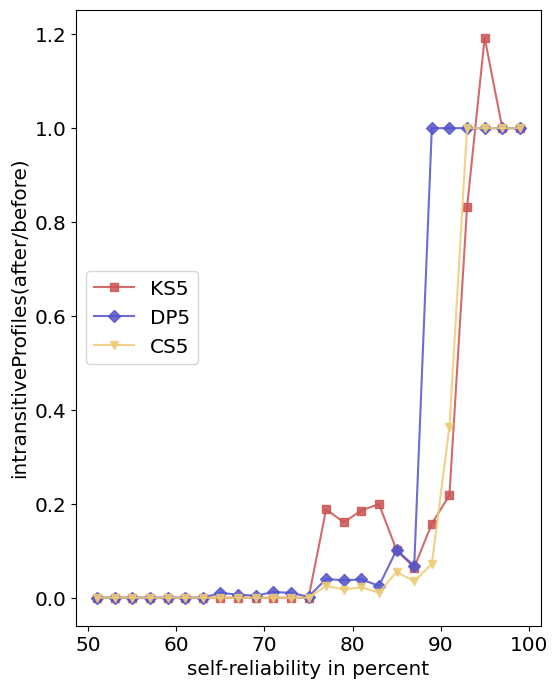 1.2
1.0
0.8
0.6
0.4
0.2
0.0
intransitiveProfiles(after/before)
KS5
DP5
CS5
50 60 70 80 90 100
self-reliability in percent